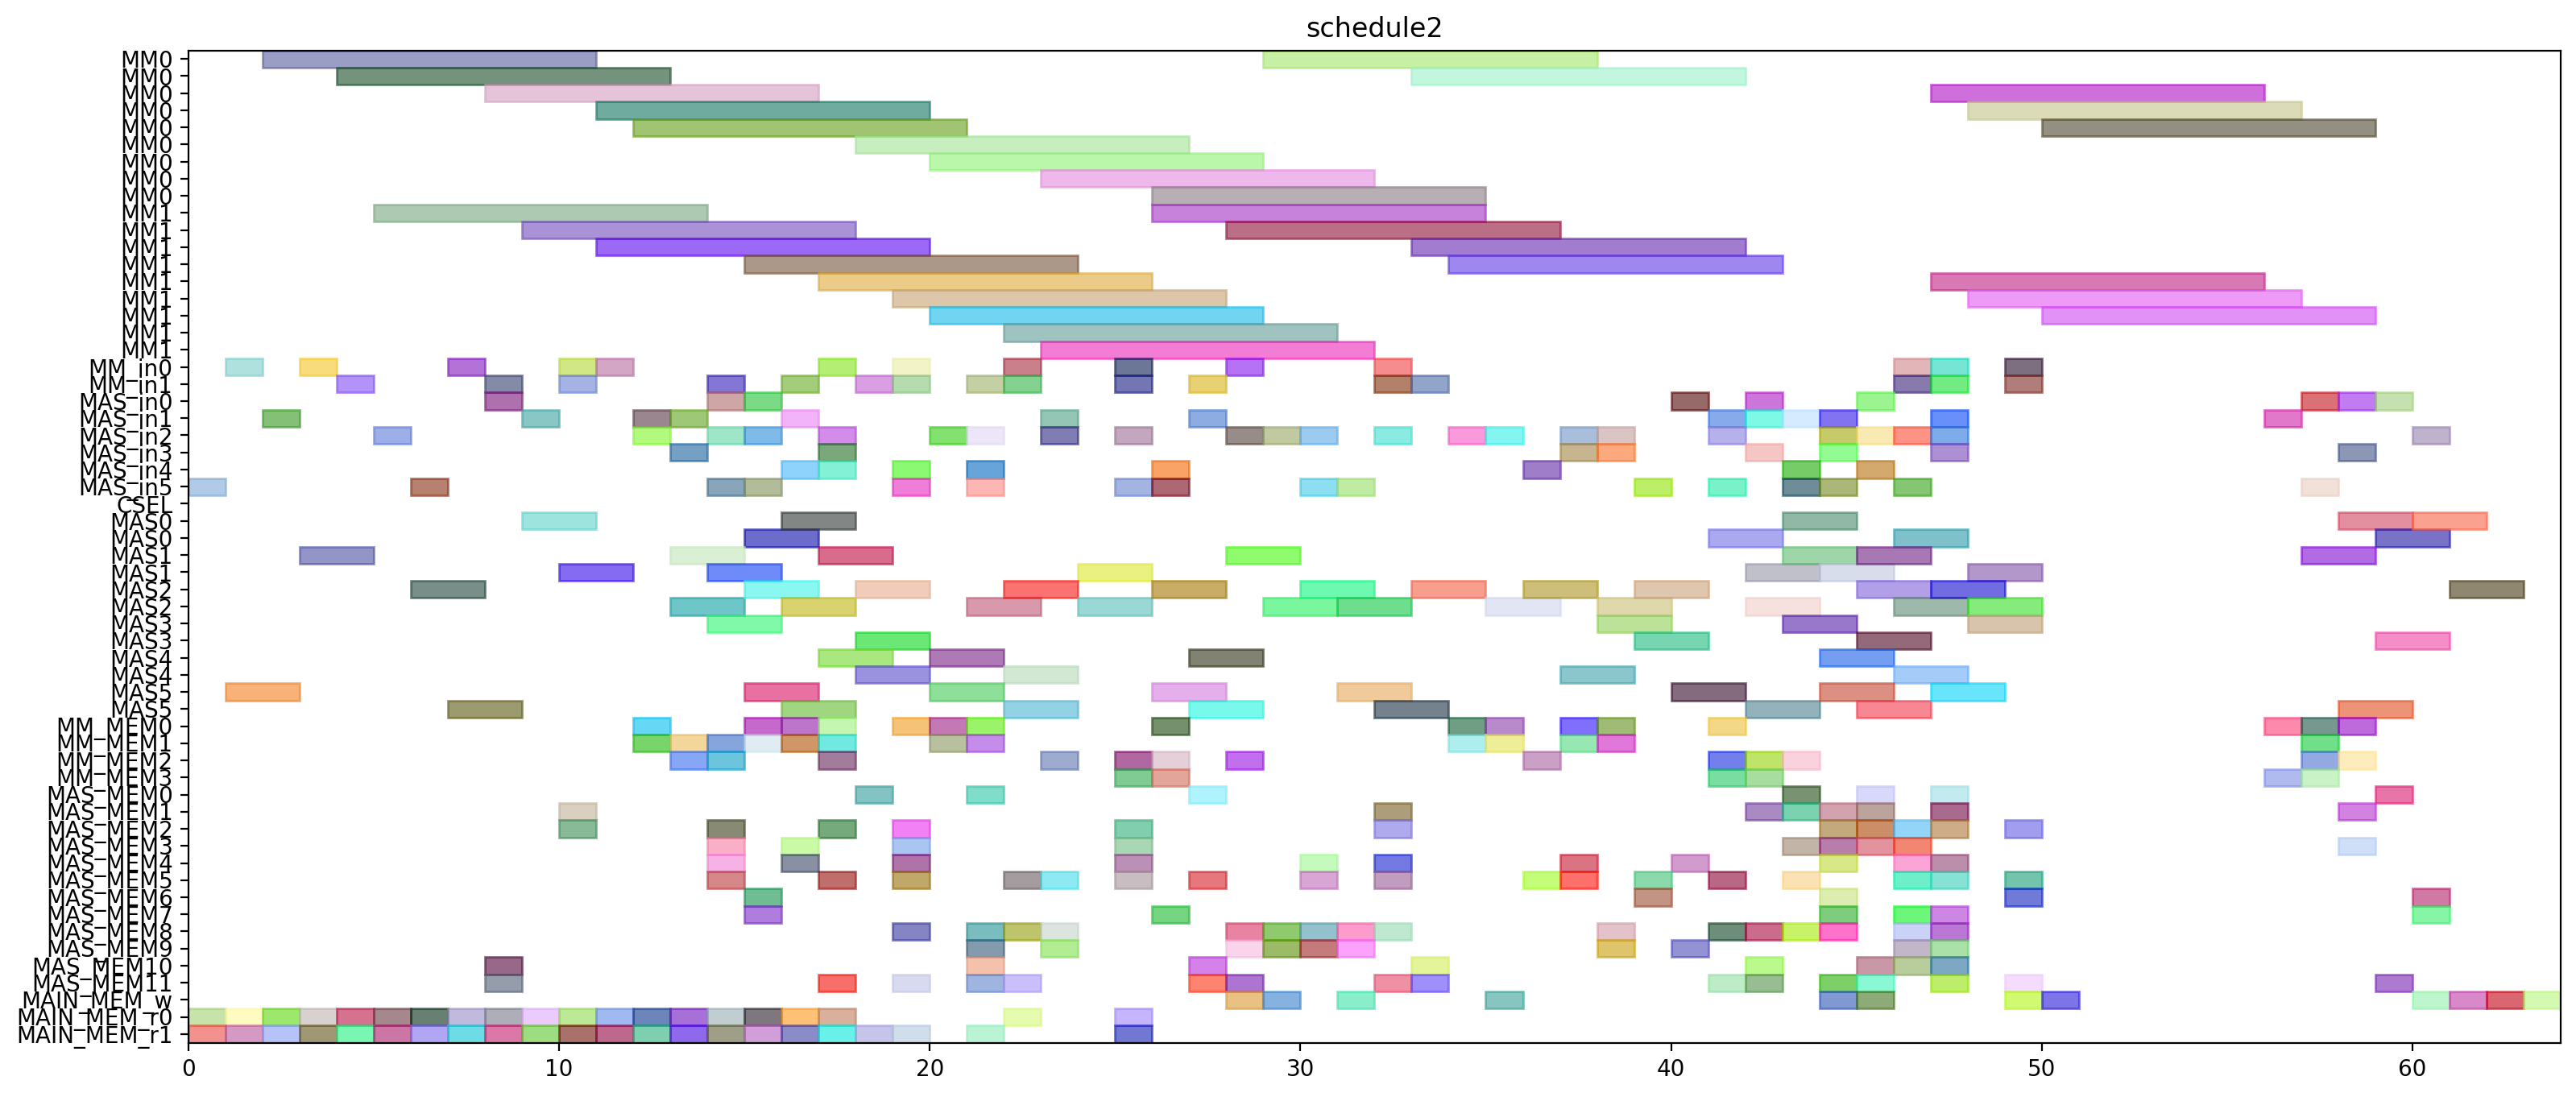 schedule2
MM0
MM0
MM0
MM0
MM0
MM0
MM0
MM0
MM0
MM1
MM1
MM1
MM1
MM1
MM1
MM1
MM1
MM1
MM_in0
MM_in1
MAS_in0
MAS_in1
MAS_in2
MAS_in3
MAS_in4
MAS_in5
CSEL
MAS0
MAS0
MAS1
MAS1
MAS2
MAS2
MAS3
MAS3
MAS4
MAS4
MAS5
MAS5
MM_MEM0
MM_MEM1
MM_MEM2
MM_MEM3
MAS_MEM0
MAS_MEM1
MAS_MEM2
MAS_MEM3
MAS_MEM4
MAS_MEM5
MAS_MEM6
MAS_MEM7
MAS_MEM8
MAS_MEM9
MAS_MEM10
MAS_MEM11
MAIN_MEM_w
MAIN_MEM_r0
MAIN_MEM_r1
0 10 20 30 40 50 60